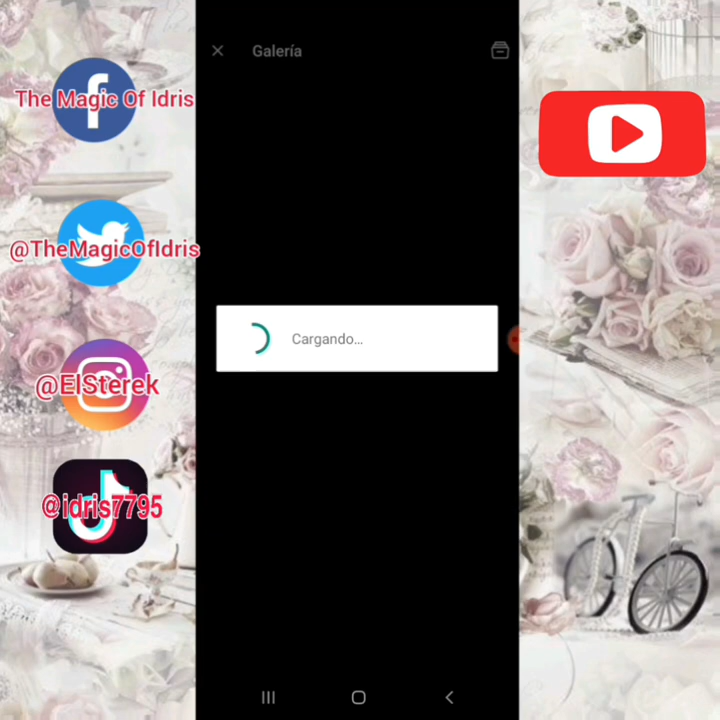 Galería
The Magic Of Idris
@TheMagicOfIdris
Cargando...
@ElSterek
@idris7795